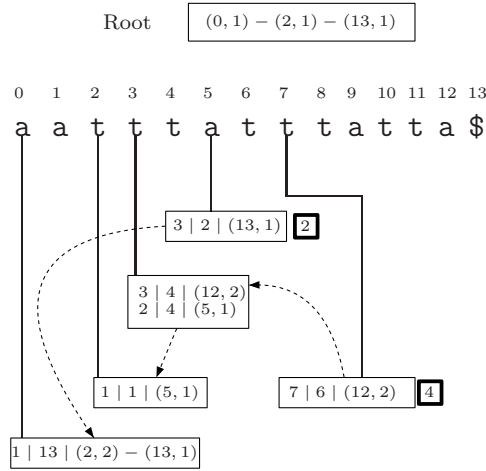 Root (0, 1) − (2, 1) − (13, 1)
0 1 2 3 4 5 6 7 8 9 10 11 12 13
a a t t t a t t t a t t a $
3 | 2 | (13, 1) 2
3 | 4 | (12, 2)
2 | 4 | (5, 1)
1 | 1 | (5, 1) 7 | 6 | (12, 2) 4
1 | 13 | (2, 2) − (13, 1)